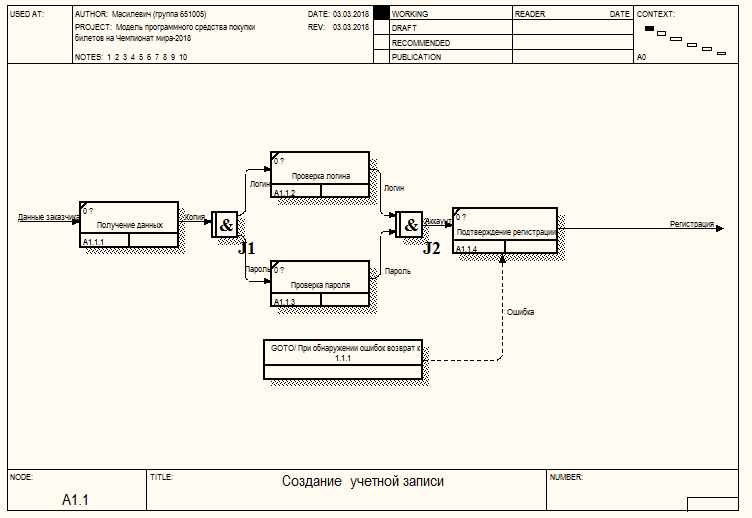 USED AT:
AUTHOR: Масилевич (группа 651005)
DATE: 03.03.2018
PROJECT: Модель программного средства покупки
билетов на Чемпионат мира-2018
REV: 03.03.2018
NOTES: 1 2 3 4 5 6 7 8 9 10
WORKING
DRAFT
RECOMMENDED
PUBLICATION
READER
DATE
CONTEXT:
A0
Данные заказчика
0 ?
Получение данных
A1.1.1
Копия
&
J1
Логин
0 ?
Проверка логина
A1.1.2
Логин
Пароль
0 ?
Проверка пароля
A1.1.3
Пароль
&
J2
Аккаунт
0 ?
Подтверждение регистрации
A1.1.4
Регистрация
Ошибка
GOTO/ При обнаружении ошибок возврат к
1.1.1
NODE:
A1.1
TITLE:
Создание учетной записи
NUMBER: